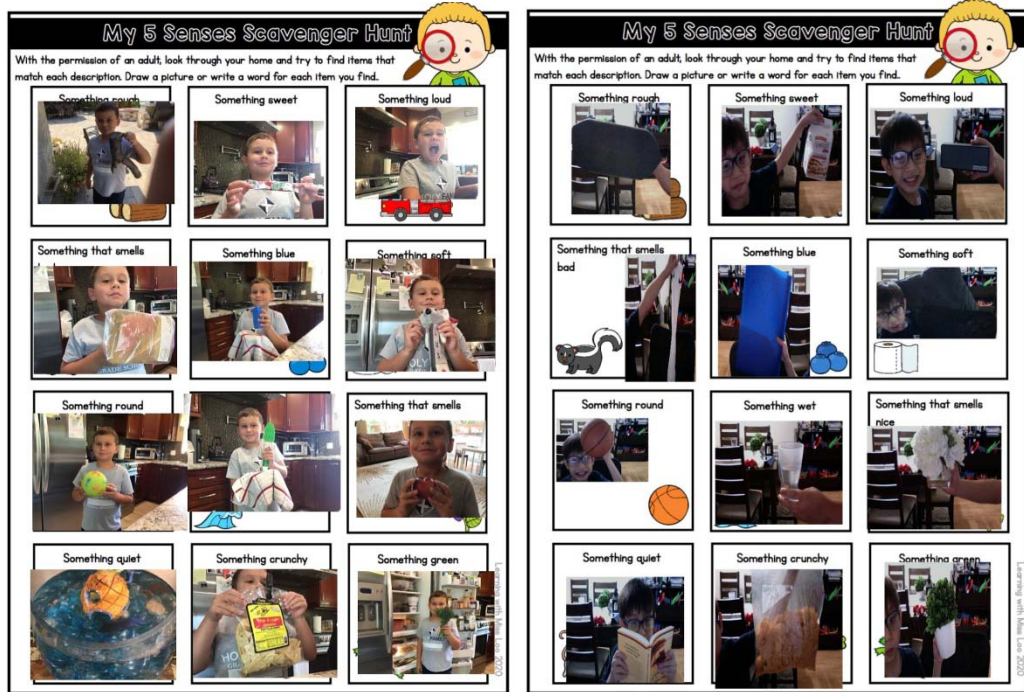 My 5 Senses Scavenger Hunt
With the permission of an adult, look through your home and try to find items that
match each description. Draw a picture or write a word for each item you find..
Something rough
Something sweet
Something loud
Something that smells
Something blue
Something soft
Something round
Something that smells
Something quiet
Something crunchy
Something green
Learning with Miss Loo 2020
My 5 Senses Scavenger Hunt
With the permission of an adult, look through your home and try to find items that
match each description. Draw a picture or write a word for each item you find..
Something rough
Something sweet
Something loud
Something that smells
bad
Something blue
Something soft
Something round
Something wet
Something that smells
nice
Something quiet
Something crunchy
Something green
Learning with Miss Loo 2020